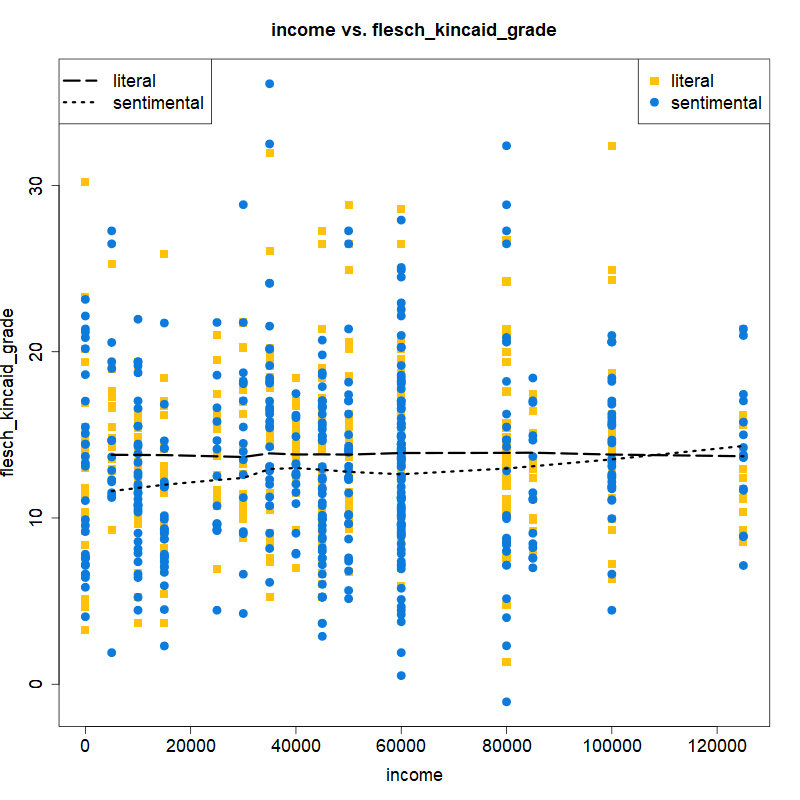 income vs. flesch_kincaid_grade
literal
sentimental
literal
sentimental
flesch_kincaid_grade
30
20
10
0
0 20000 40000 60000 80000 100000 120000
income